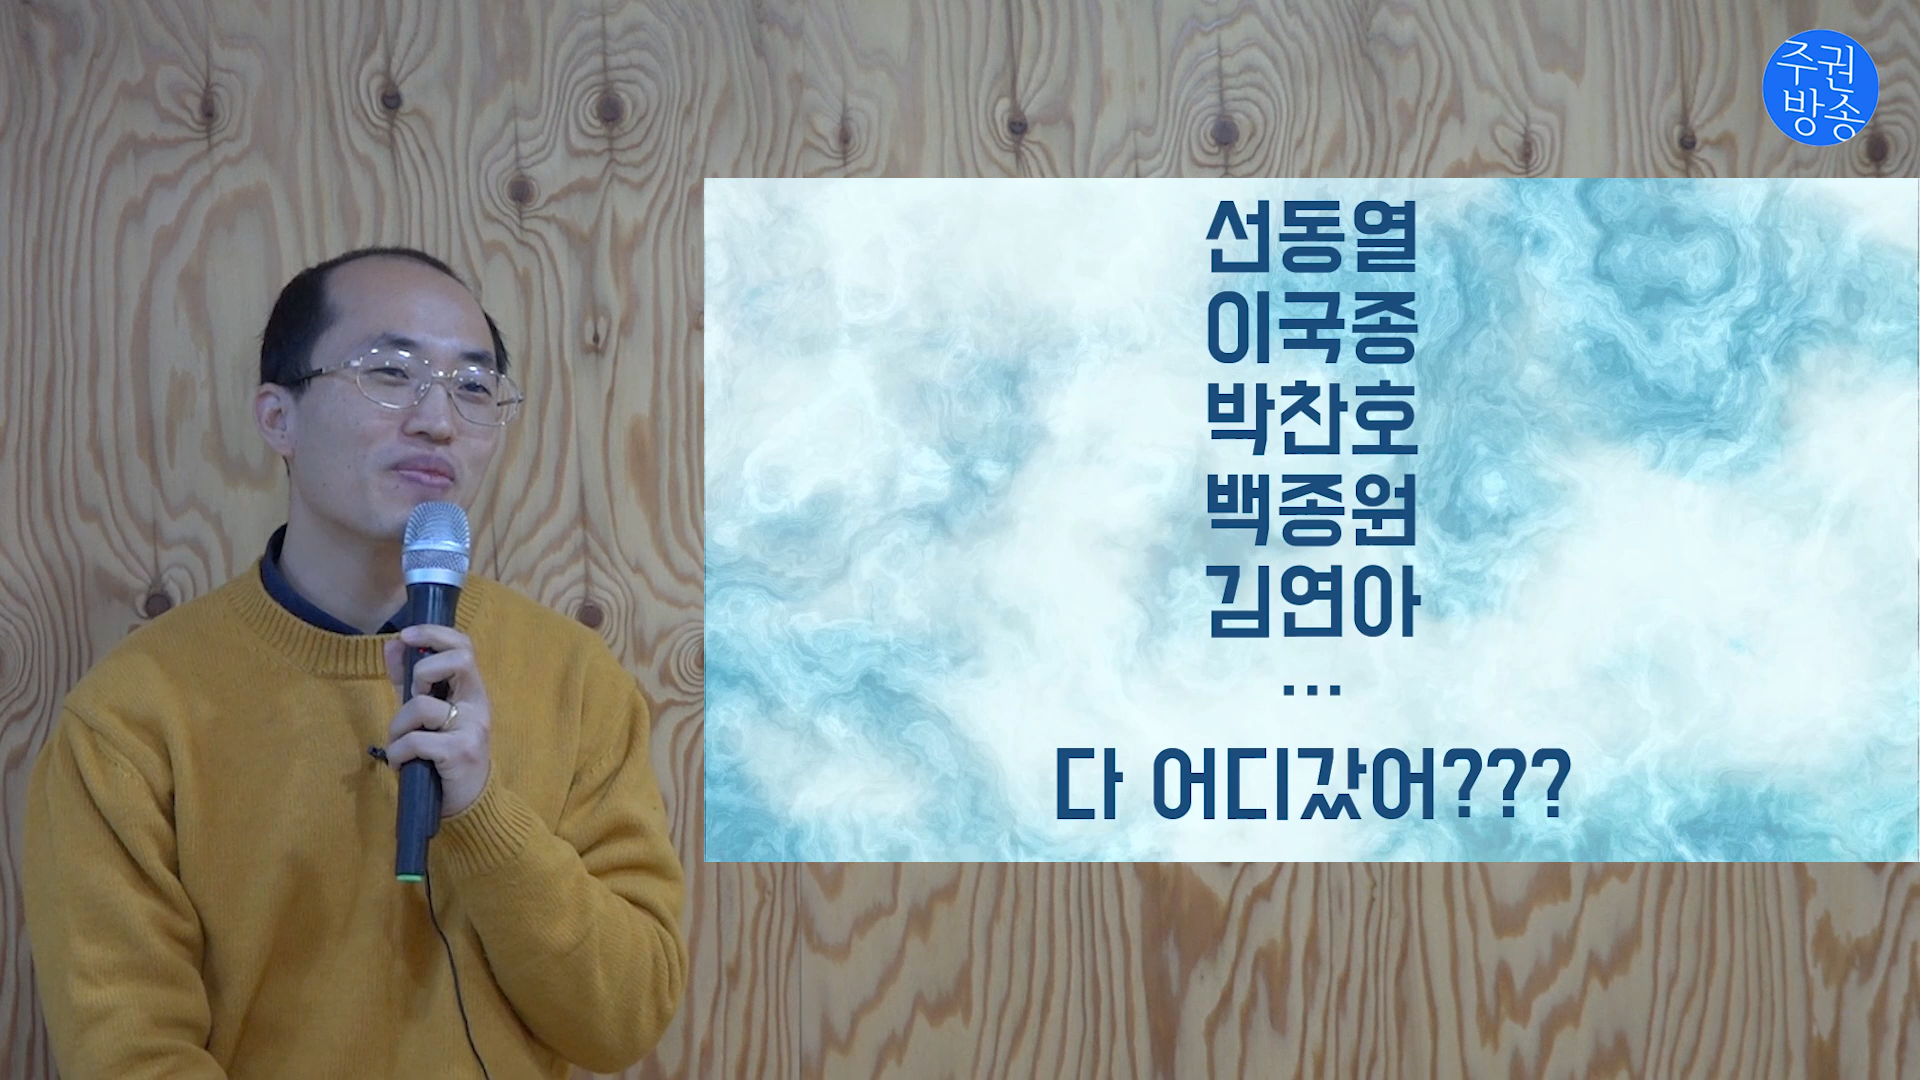 주권
방송
선동열
이국종
박찬호
백종원
김연아
...
다 어디갔어???